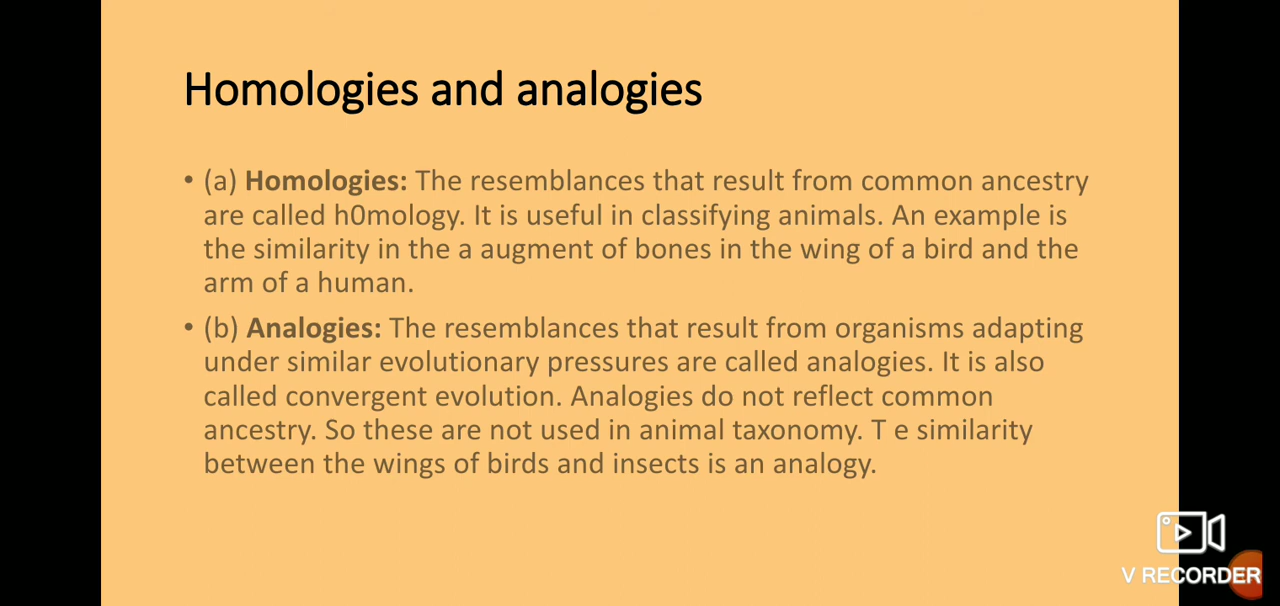 Homologies and analogies
• (a) Homologies: The resemblances that result from common ancestry
are called h0mology. It is useful in classifying animals. An example is
the similarity in the a augment of bones in the wing of a bird and the
arm of a human.
• (b) Analogies: The resemblances that result from organisms adapting
under similar evolutionary pressures are called analogies. It is also
called convergent evolution. Analogies do not reflect common
ancestry. So these are not used in animal taxonomy. T e similarity
between the wings of birds and insects is an analogy.
V RECORDER